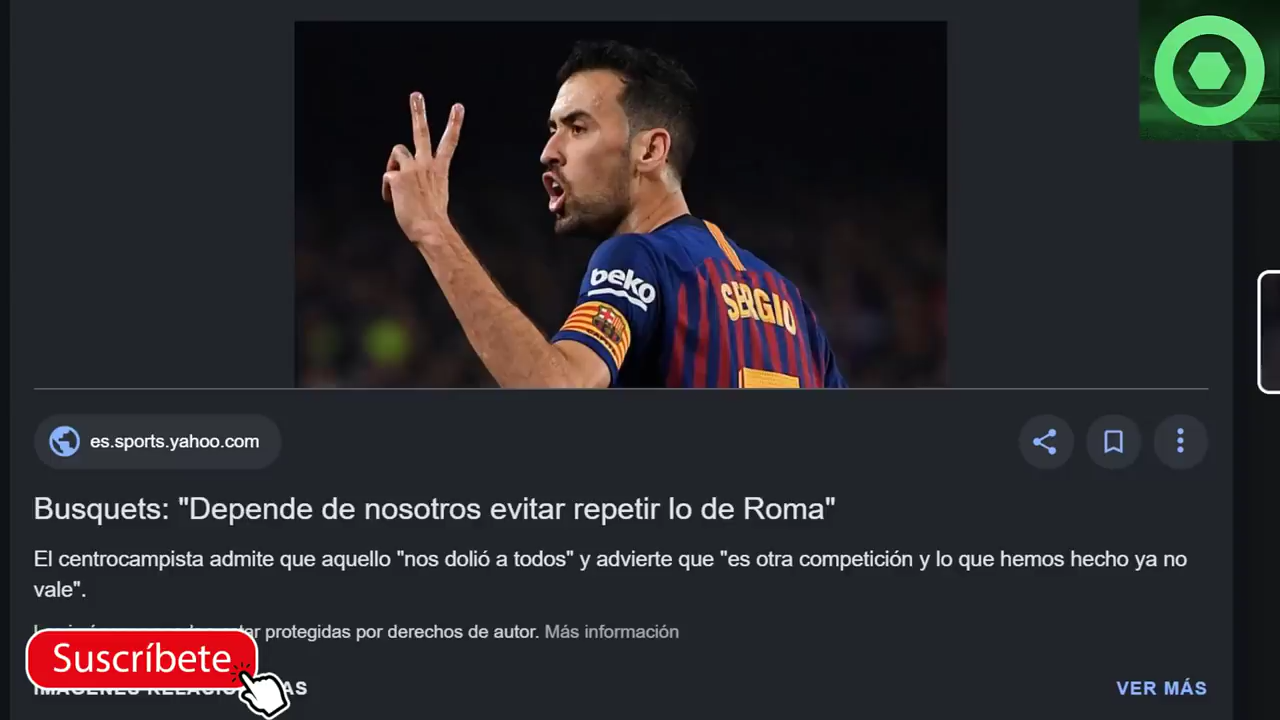 beko
SERGIO
es.sports.yahoo.com
Busquets: "Depende de nosotros evitar repetir lo de Roma"
El centrocampista admite que aquello "nos dolió a todos" y advierte que "es otra competición y lo que hemos hecho ya no
vale".
protegidas por derechos de autor. Más información
Suscríbete
VER MÁS